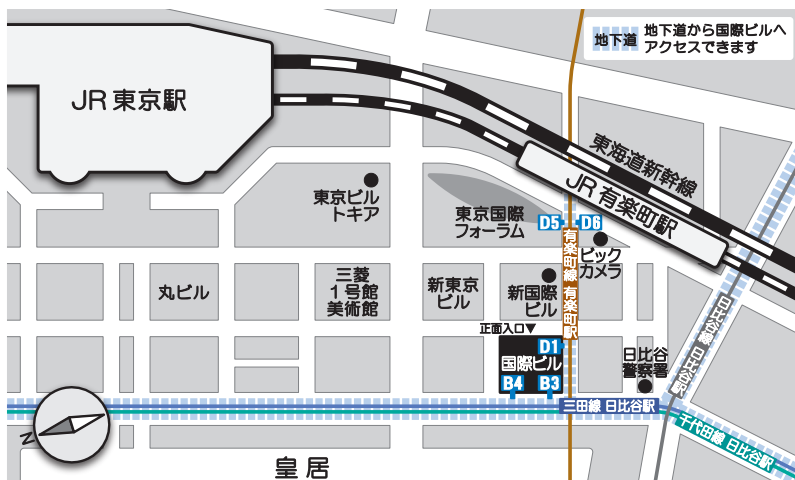 地下道
地下道から国際ビルへ
アクセスできます
JR 東京駅
東海道新幹線
JR 有楽町駅
東京ビル
トキア
東京国際
フォーラム
D5
D6
有楽町線 有楽町駅
ビック
カメラ
丸ビル
三菱
1号館
美術館
新東京
ビル
新国際
ビル
日比谷線 日比谷駅
正面入口▼
D1
国際ビル
B4
B3
日比谷
警察署
三田線 日比谷駅
千代田線 日比谷駅
N
皇居